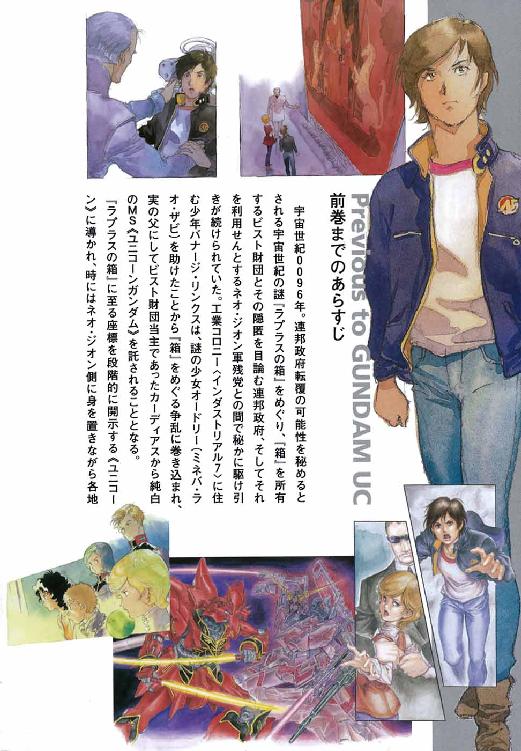 Previous to GUNDAM UC
前巻までのあらすじ
宇宙世紀0096年。連邦政府転覆の可能性を秘めると
される宇宙世紀の謎『ラプラスの箱』をめぐり、『箱』を所有
するビスト財団とその隠匿を目論む連邦政府、そしてそれ
を利用せんとするネオ・ジオン軍残党との間で秘かに駆け引
きが続けられていた。工業コロニー〈インダストリアル7〉に住
む少年バナージ・リンクスは、謎の少女オードリー(ミネバ・ラ
オ・ザビ)を助けたことから『箱』をめぐる争乱に巻き込まれ、
実の父にしてビスト財団当主であったカーディアスから純白
のMS《ユニコーンガンダム》を託されることとなる。
『ラプラスの箱』に至る座標を段階的に開示する《ユニコー
ン》に導かれ、時にはネオ・ジオン側に身を置きながら各地